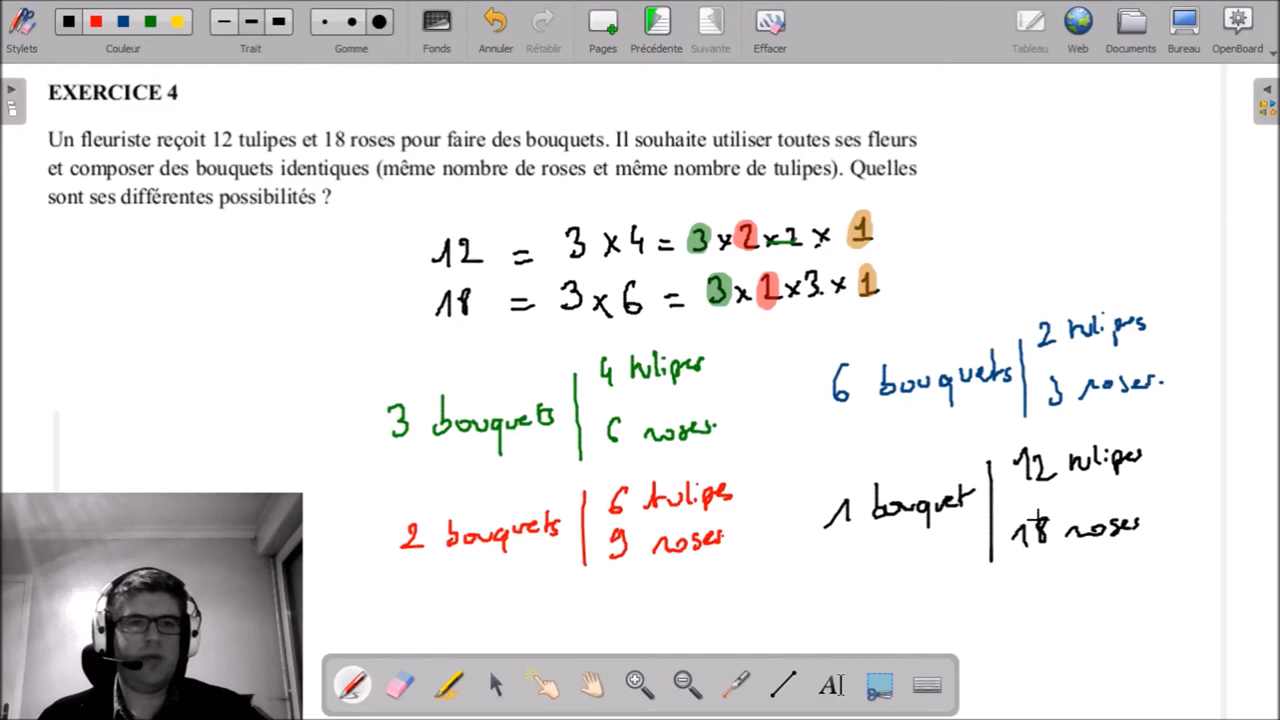 Stylets Couleur Trait Gomme Fonds Annuler Rétablir Pages Précédente Suivante Effacer Tableau Web Documents Bureau OpenBoard
EXERCICE 4
Un fleuriste reçoit 12 tulipes et 18 roses pour faire des bouquets. Il souhaite utiliser toutes ses fleurs
et composer des bouquets identiques (même nombre de roses et même nombre de tulipes). Quelles
sont ses différentes possibilités ?
12 = 3 × 4 = 3 × 2 × 2 × 1
18 = 3 × 6 = 3 × 2 × 3 × 1
3 bouquets
4 tulipes
6 roses.
6 bouquets
2 tulipes
3 roses.
2 bouquets
6 tulipes
9 roses.
1 bouquet
12 tulipes
18 roses
AI